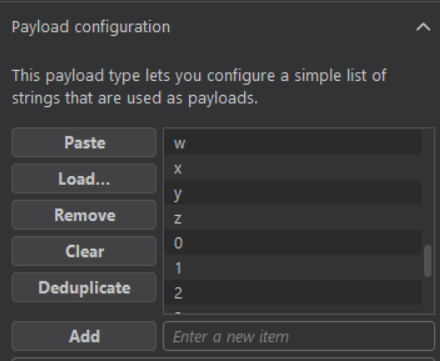 Payload configuration
This payload type lets you configure a simple list of
strings that are used as payloads.
Paste
Load...
Remove
Clear
Deduplicate
w
x
y
z
0
1
2
Add
Enter a new item